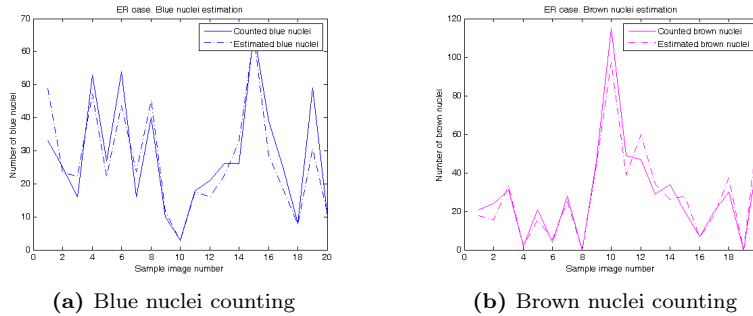 ER case. Blue nuclei estimation
70
60
50
40
30
20
10
0
Number of blue nuclei
Counted blue nuclei
Estimated blue nuclei
0 2 4 6 8 10 12 14 16 18 20
Sample image number
(a) Blue nuclei counting
ER case. Brown nuclei estimation
120
100
80
60
40
20
0
Number of brown nuclei
Counted brown nuclei
Estimated brown nuclei
0 2 4 6 8 10 12 14 16 18
Sample image number
(b) Brown nuclei counting